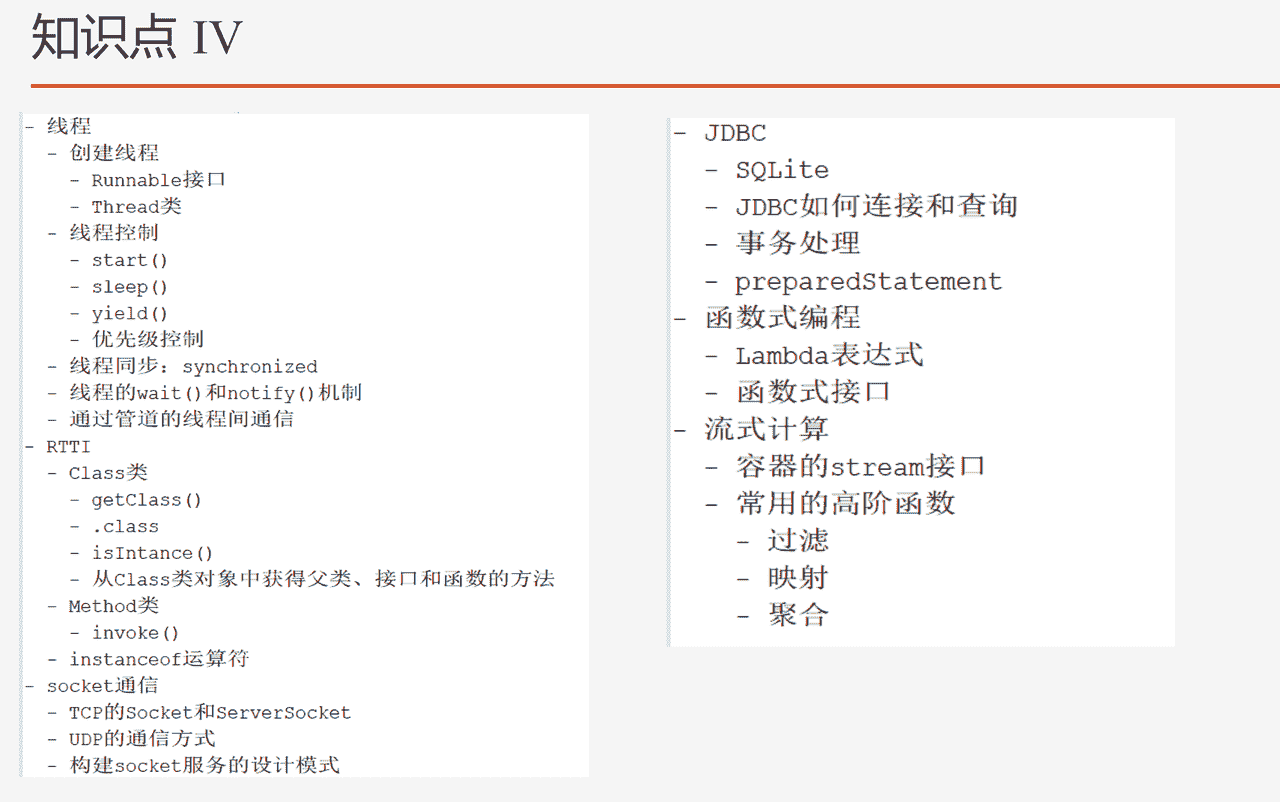 知识点 IV
- 线程
- 创建线程
- Runnable接口
- Thread类
- 线程控制
- start()
- sleep()
- yield()
- 优先级控制
- 线程同步：synchronized
- 线程的wait()和notify()机制
- 通过管道的线程间通信
- RTTI
- Class类
- getClass()
- .class
- isIntance()
- 从Class类对象中获得父类、接口和函数的方法
- Method类
- invoke()
- instanceof运算符
- socket通信
- TCP的Socket和ServerSocket
- UDP的通信方式
- 构建socket服务的设计模式
- JDBC
- SQLite
- JDBC如何连接和查询
- 事务处理
- preparedStatement
- 函数式编程
- Lambda表达式
- 函数式接口
- 流式计算
- 容器的stream接口
- 常用的高阶函数
- 过滤
- 映射
- 聚合